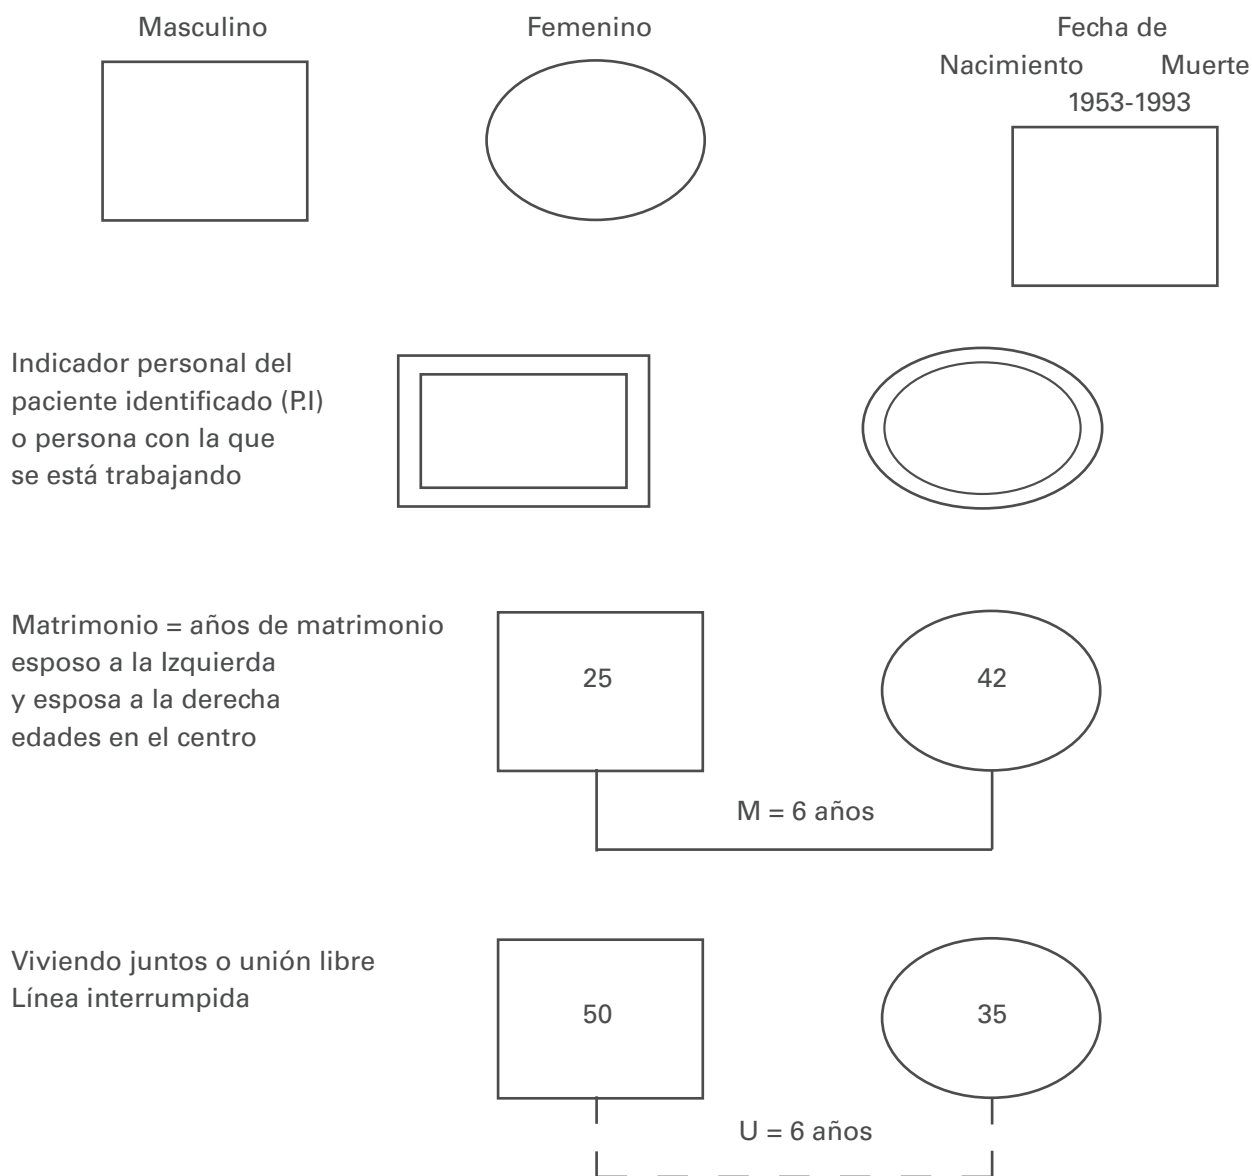 Masculino
Femenino
Fecha de
Nacimiento Muerte
1953-1993
Indicador personal del
paciente identificado (P.I)
o persona con la que
se está trabajando
Matrimonio = años de matrimonio
esposo a la Izquierda
y esposa a la derecha
edades en el centro
25
42
M = 6 años
Viviendo juntos o unión libre
Línea interrumpida
50
35
U = 6 años